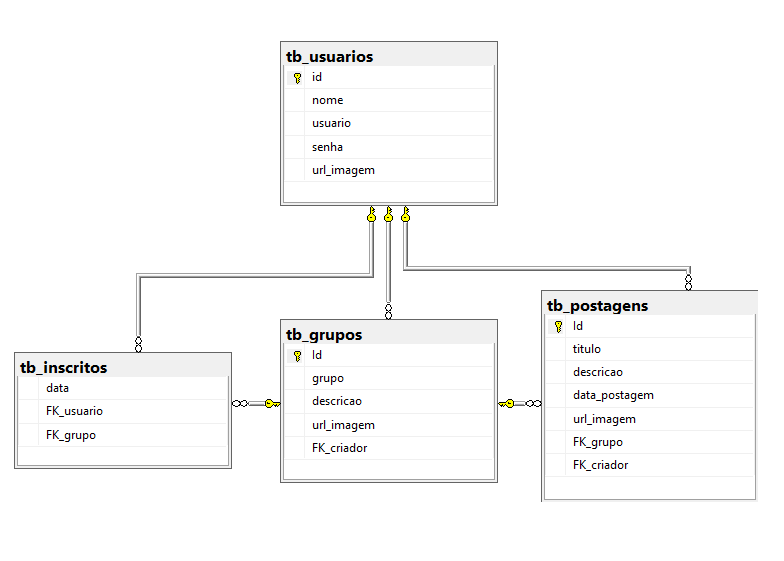 tb_usuarios
id
nome
usuario
senha
url_imagem
tb_inscritos
data
FK_usuario
FK_grupo
tb_grupos
Id
grupo
descricao
url_imagem
FK_criador
tb_postagens
Id
titulo
descricao
data_postagem
url_imagem
FK_grupo
FK_criador